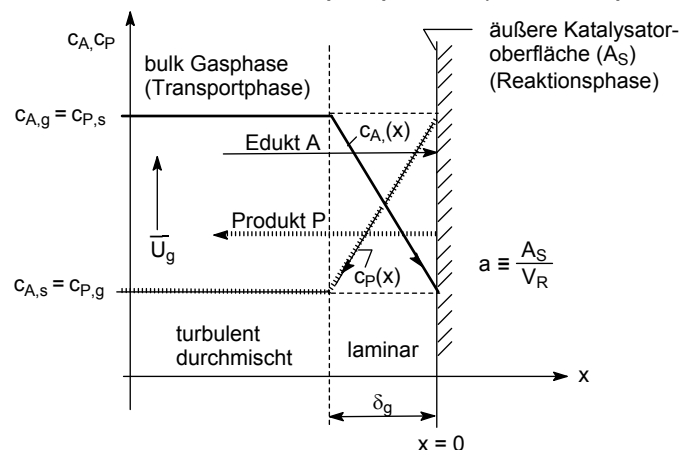 c_A,c_P
bulk Gasphase
(Transportphase)
äußere Katalysator-
oberfläche (A_S)
(Reaktionsphase)
c_A,g = c_P,s
c_A,(x)
Edukt A
Produkt P
U̅_g
c_P(x)
a ≡ A_S / V_R
c_A,s = c_P,g
turbulent
durchmischt
laminar
x
δ_g
x = 0